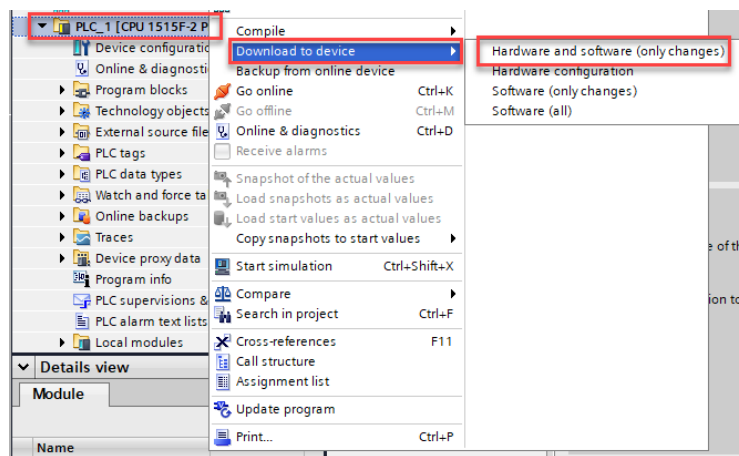 PLC_1 [CPU 1515F-2 P
Device configuratio
Online & diagnosti
Program blocks
Technology objects
External source file
PLC tags
PLC data types
Watch and force ta
Online backups
Traces
Device proxy data
Program info
PLC supervisions &
PLC alarm text lists
Local modules
Details view
Module
Name
Compile
Download to device
Backup from online device
Go online Ctrl+K
Go offline Ctrl+M
Online & diagnostics Ctrl+D
Receive alarms
Snapshot of the actual values
Load snapshots as actual values
Load start values as actual values
Copy snapshots to start values
Start simulation Ctrl+Shift+X
Compare
Search in project Ctrl+F
Cross-references F11
Call structure
Assignment list
Update program
Print... Ctrl+P
Hardware and software (only changes)
Hardware configuration
Software (only changes)
Software (all)
e of th
ion to